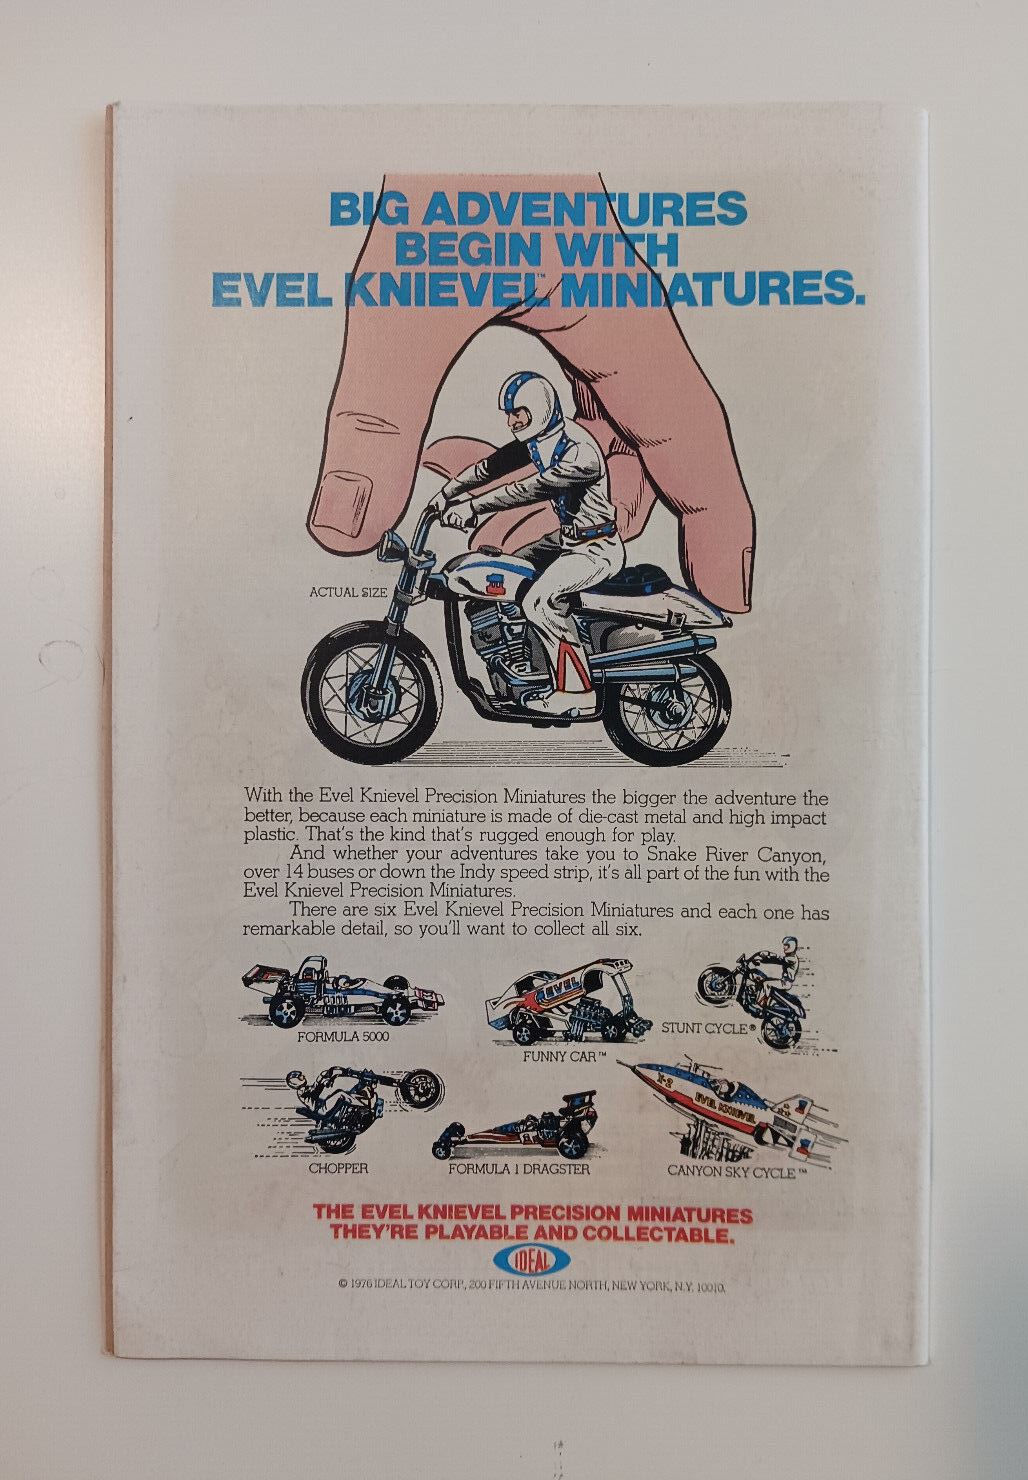 BIG ADVENTURES
BEGIN WITH
EVEL KNIEVEL™ MINIATURES.
ACTUAL SIZE
With the Evel Knievel Precision Miniatures the bigger the adventure the
better, because each miniature is made of die-cast metal and high impact
plastic. That's the kind that's rugged enough for play.
And whether your adventures take you to Snake River Canyon,
over 14 buses or down the Indy speed strip, it's all part of the fun with the
Evel Knievel Precision Miniatures.
There are six Evel Knievel Precision Miniatures and each one has
remarkable detail, so you'll want to collect all six.
EVEL
FORMULA 5000
FUNNY CAR™
STUNT CYCLE®
X-2
EVEL KNIEVEL
CHOPPER
FORMULA 1 DRAGSTER
CANYON SKY CYCLE™
THE EVEL KNIEVEL PRECISION MINIATURES
THEY'RE PLAYABLE AND COLLECTABLE.
IDEAL
© 1976 IDEAL TOY CORP., 200 FIFTH AVENUE NORTH, NEW YORK, N.Y. 10010.